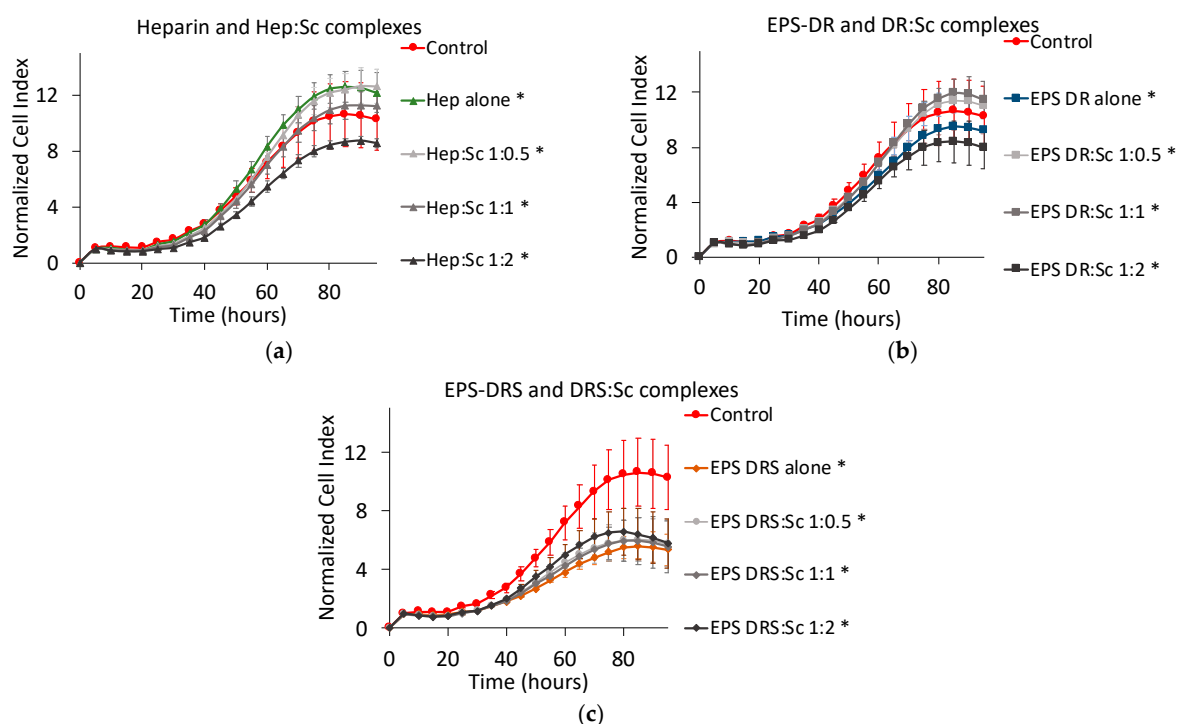 Heparin and Hep:Sc complexes
Normalized Cell Index
12
8
4
0
0 20 40 60 80
Time (hours)
Control
Hep alone *
Hep:Sc 1:0.5 *
Hep:Sc 1:1 *
Hep:Sc 1:2 *
(a)
EPS-DR and DR:Sc complexes
Normalized Cell Index
12
8
4
0
0 20 40 60 80
Time (hours)
Control
EPS DR alone *
EPS DR:Sc 1:0.5 *
EPS DR:Sc 1:1 *
EPS DR:Sc 1:2 *
(b)
EPS-DRS and DRS:Sc complexes
Normalized Cell Index
12
8
4
0
0 20 40 60 80
Time (hours)
Control
EPS DRS alone *
EPS DRS:Sc 1:0.5 *
EPS DRS:Sc 1:1 *
EPS DRS:Sc 1:2 *
(c)